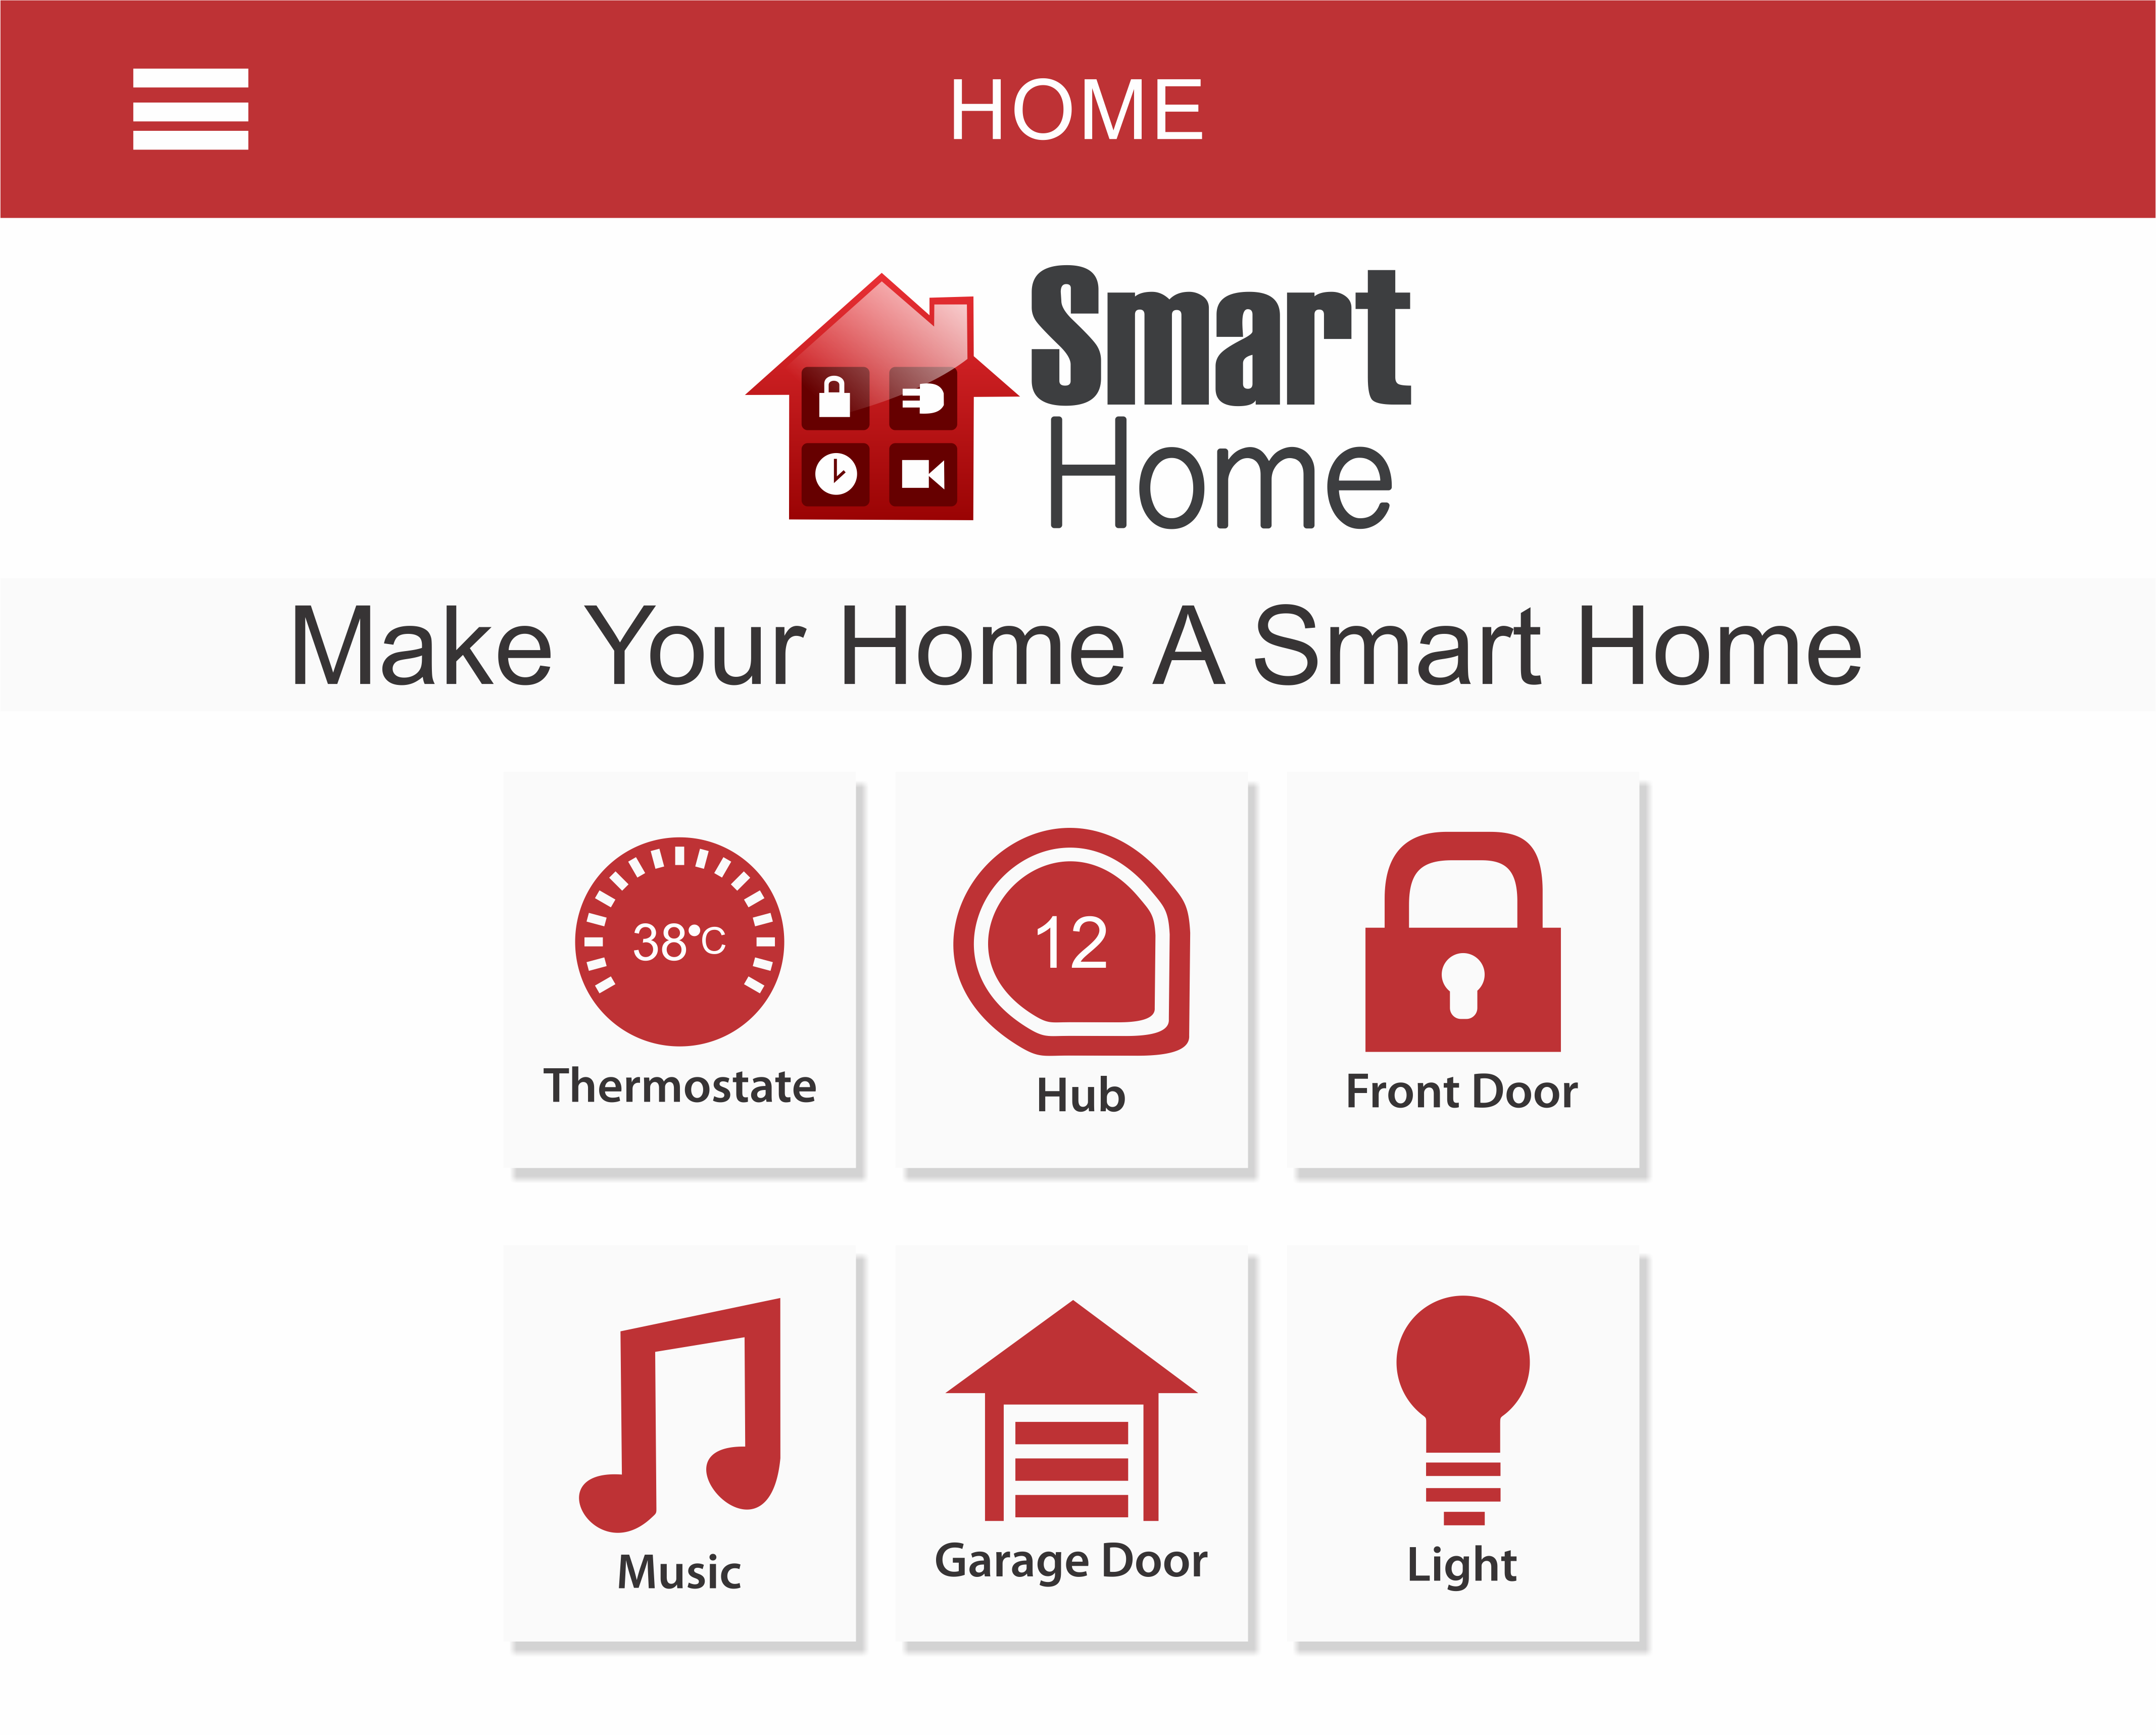 HOME
Smart
Home
Make Your Home A Smart Home
38°C
12
Thermostate
Hub
Front Door
Music
Garage Door
Light